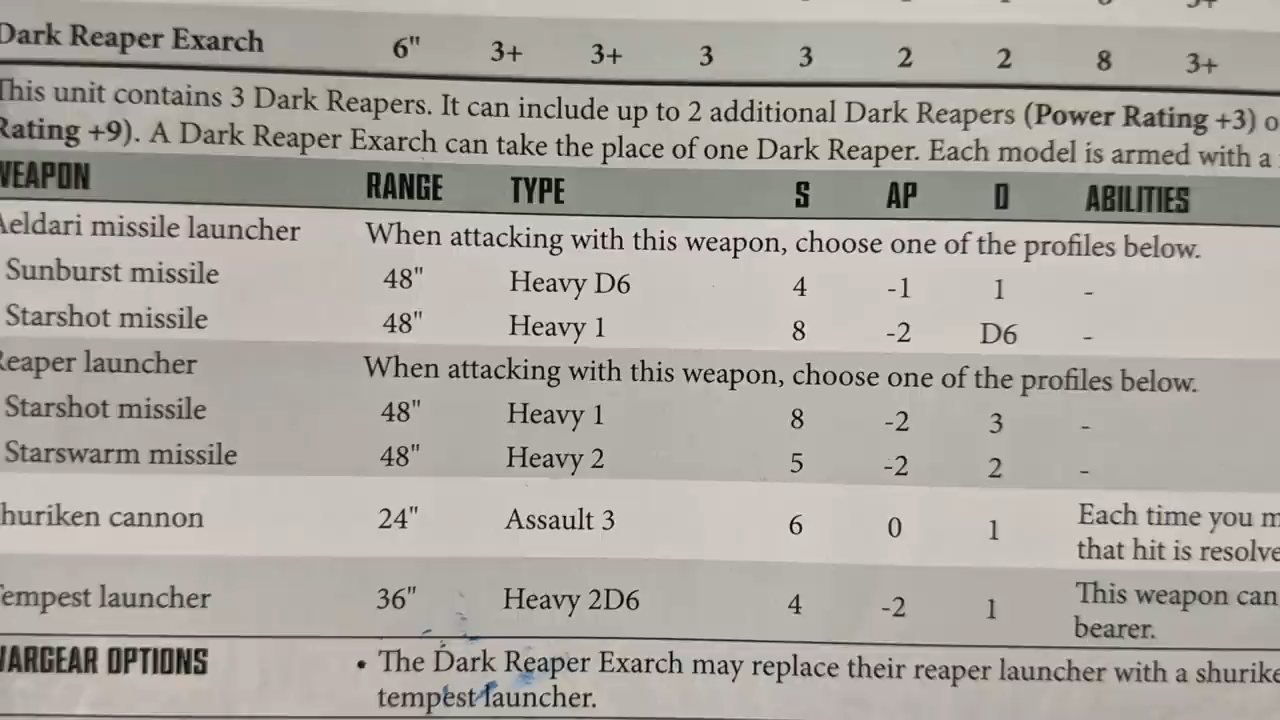 Dark Reaper Exarch 6" 3+ 3+ 3 3 2 2 8 3+
This unit contains 3 Dark Reapers. It can include up to 2 additional Dark Reapers (Power Rating +3) o
Rating +9). A Dark Reaper Exarch can take the place of one Dark Reaper. Each model is armed with a
WEAPON RANGE TYPE S AP D ABILITIES
Aeldari missile launcher When attacking with this weapon, choose one of the profiles below.
Sunburst missile 48" Heavy D6 4 -1 1 -
Starshot missile 48" Heavy 1 8 -2 D6 -
Reaper launcher When attacking with this weapon, choose one of the profiles below.
Starshot missile 48" Heavy 1 8 -2 3 -
Starswarm missile 48" Heavy 2 5 -2 2 -
huriken cannon 24" Assault 3 6 0 1 Each time you m
that hit is resolve
empest launcher 36" Heavy 2D6 4 -2 1 This weapon can
bearer.
WARGEAR OPTIONS • The Dark Reaper Exarch may replace their reaper launcher with a shurike
tempest launcher.